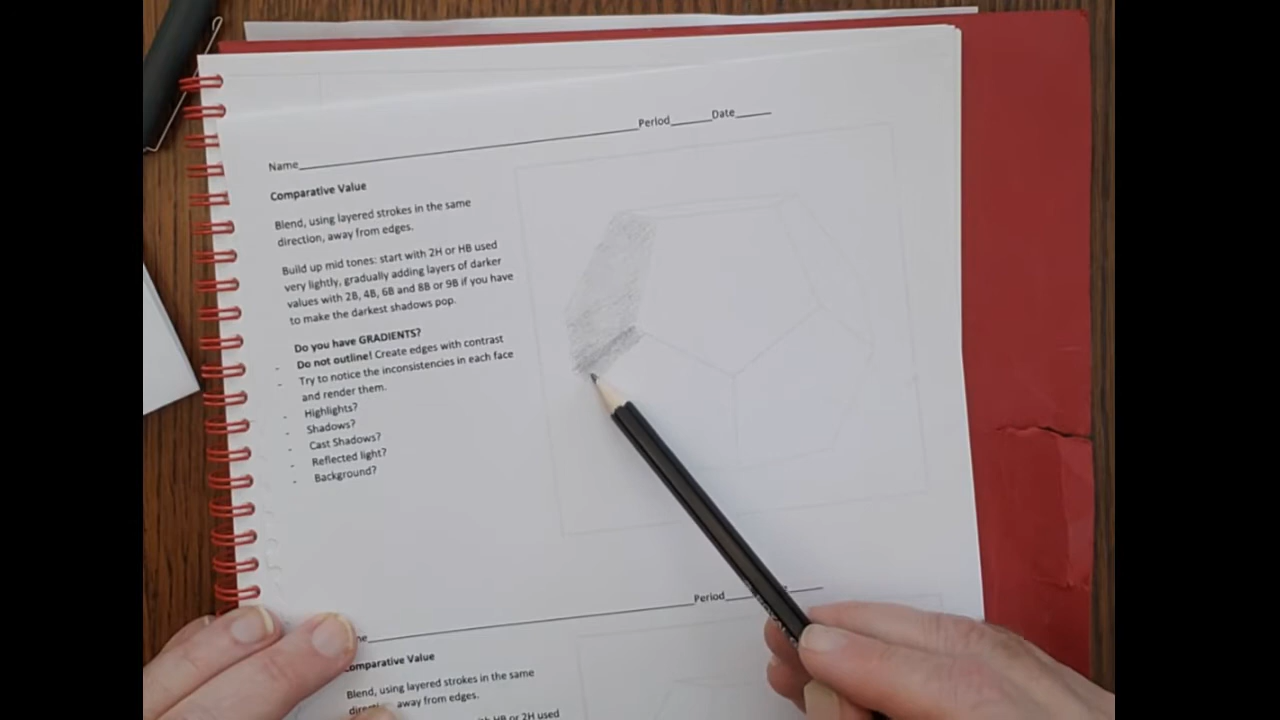 Name____________Period______Date_____
Comparative Value
Blend, using layered strokes in the same
direction, away from edges.
Build up mid tones: start with 2H or HB used
very lightly, gradually adding layers of darker
values with 2B, 4B, 6B and 8B or 9B if you have
to make the darkest shadows pop.
Do you have GRADIENTS?
- Do not outline! Create edges with contrast
- Try to notice the inconsistencies in each face
and render them.
- Highlights?
- Shadows?
- Cast Shadows?
- Reflected light?
- Background?
Period_____
Comparative Value
Blend, using layered strokes in the same
away from edges.
HB or 2H used